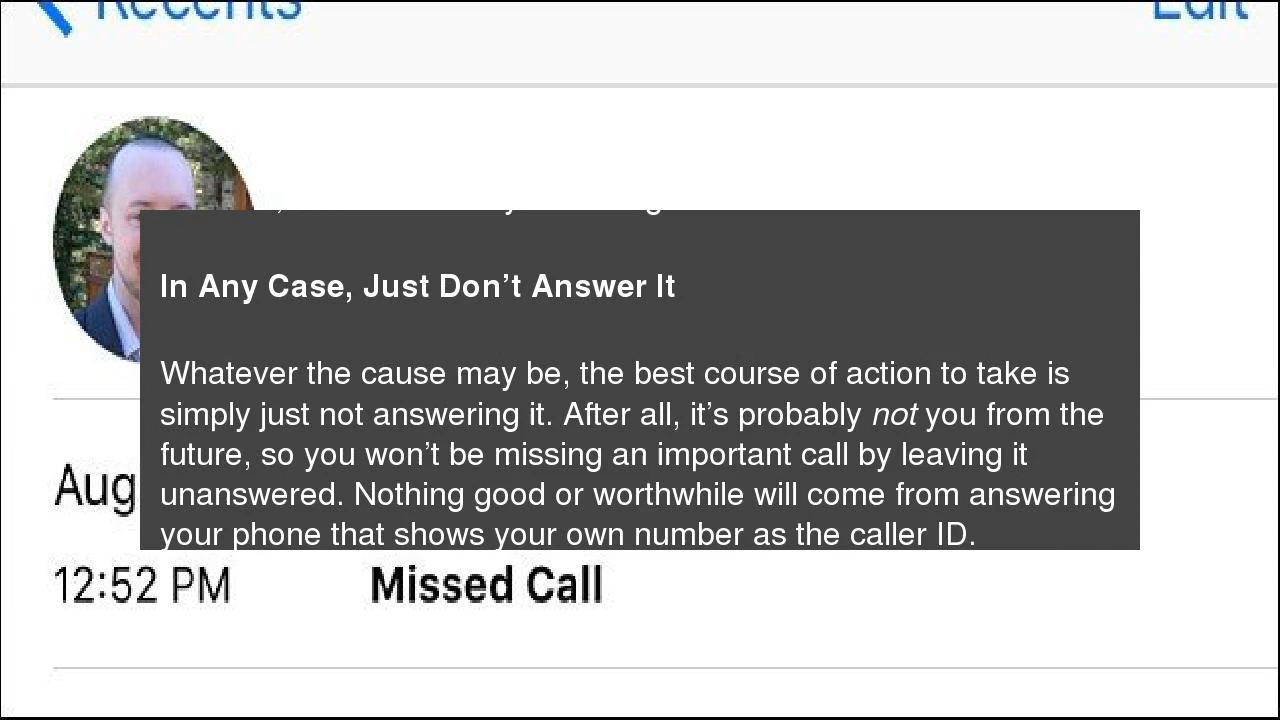 Recents
Edit
In Any Case, Just Don’t Answer It
Whatever the cause may be, the best course of action to take is
simply just not answering it. After all, it’s probably not you from the
future, so you won’t be missing an important call by leaving it
unanswered. Nothing good or worthwhile will come from answering
your phone that shows your own number as the caller ID.
Aug
12:52 PM Missed Call